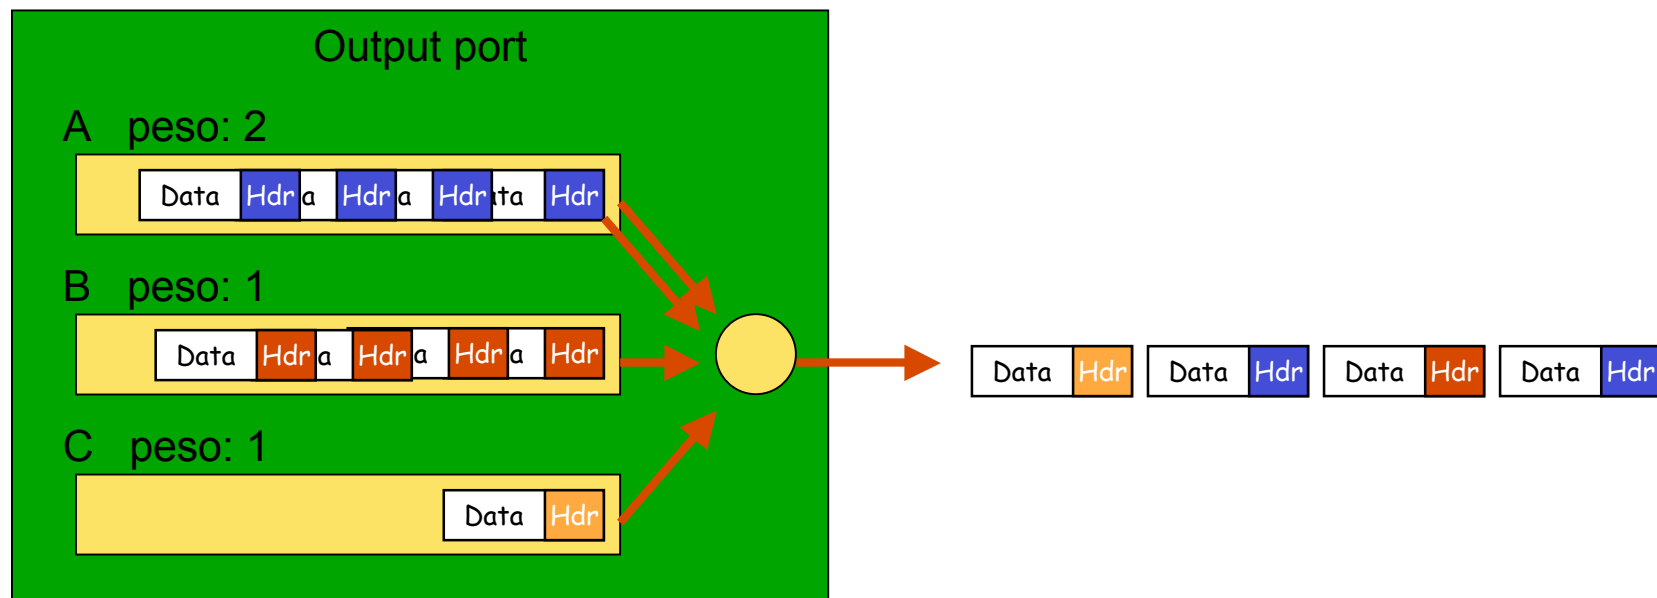 Output port
A peso: 2
Data Hdr a Hdr a Hdr ta Hdr
B peso: 1
Data Hdr a Hdr a Hdr a Hdr
Data Hdr Data Hdr Data Hdr Data Hdr
C peso: 1
Data Hdr